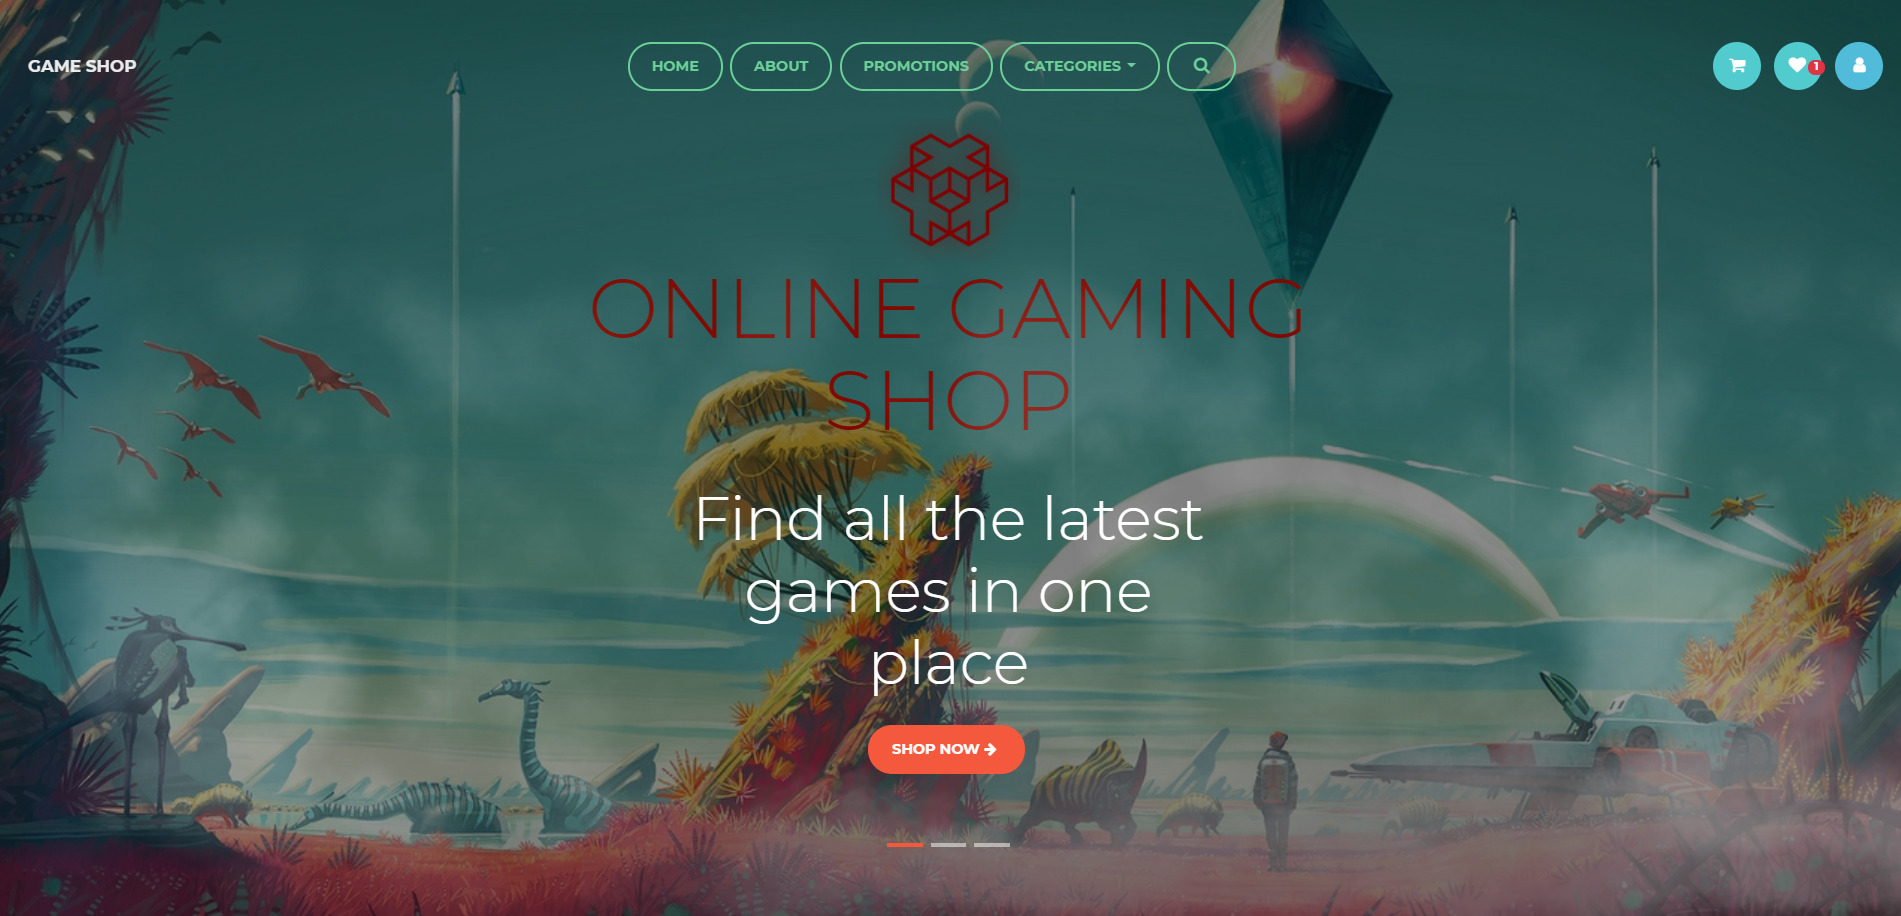 GAME SHOP
HOME
ABOUT
PROMOTIONS
CATEGORIES
1
ONLINE GAMING
SHOP
Find all the latest
games in one
place
SHOP NOW